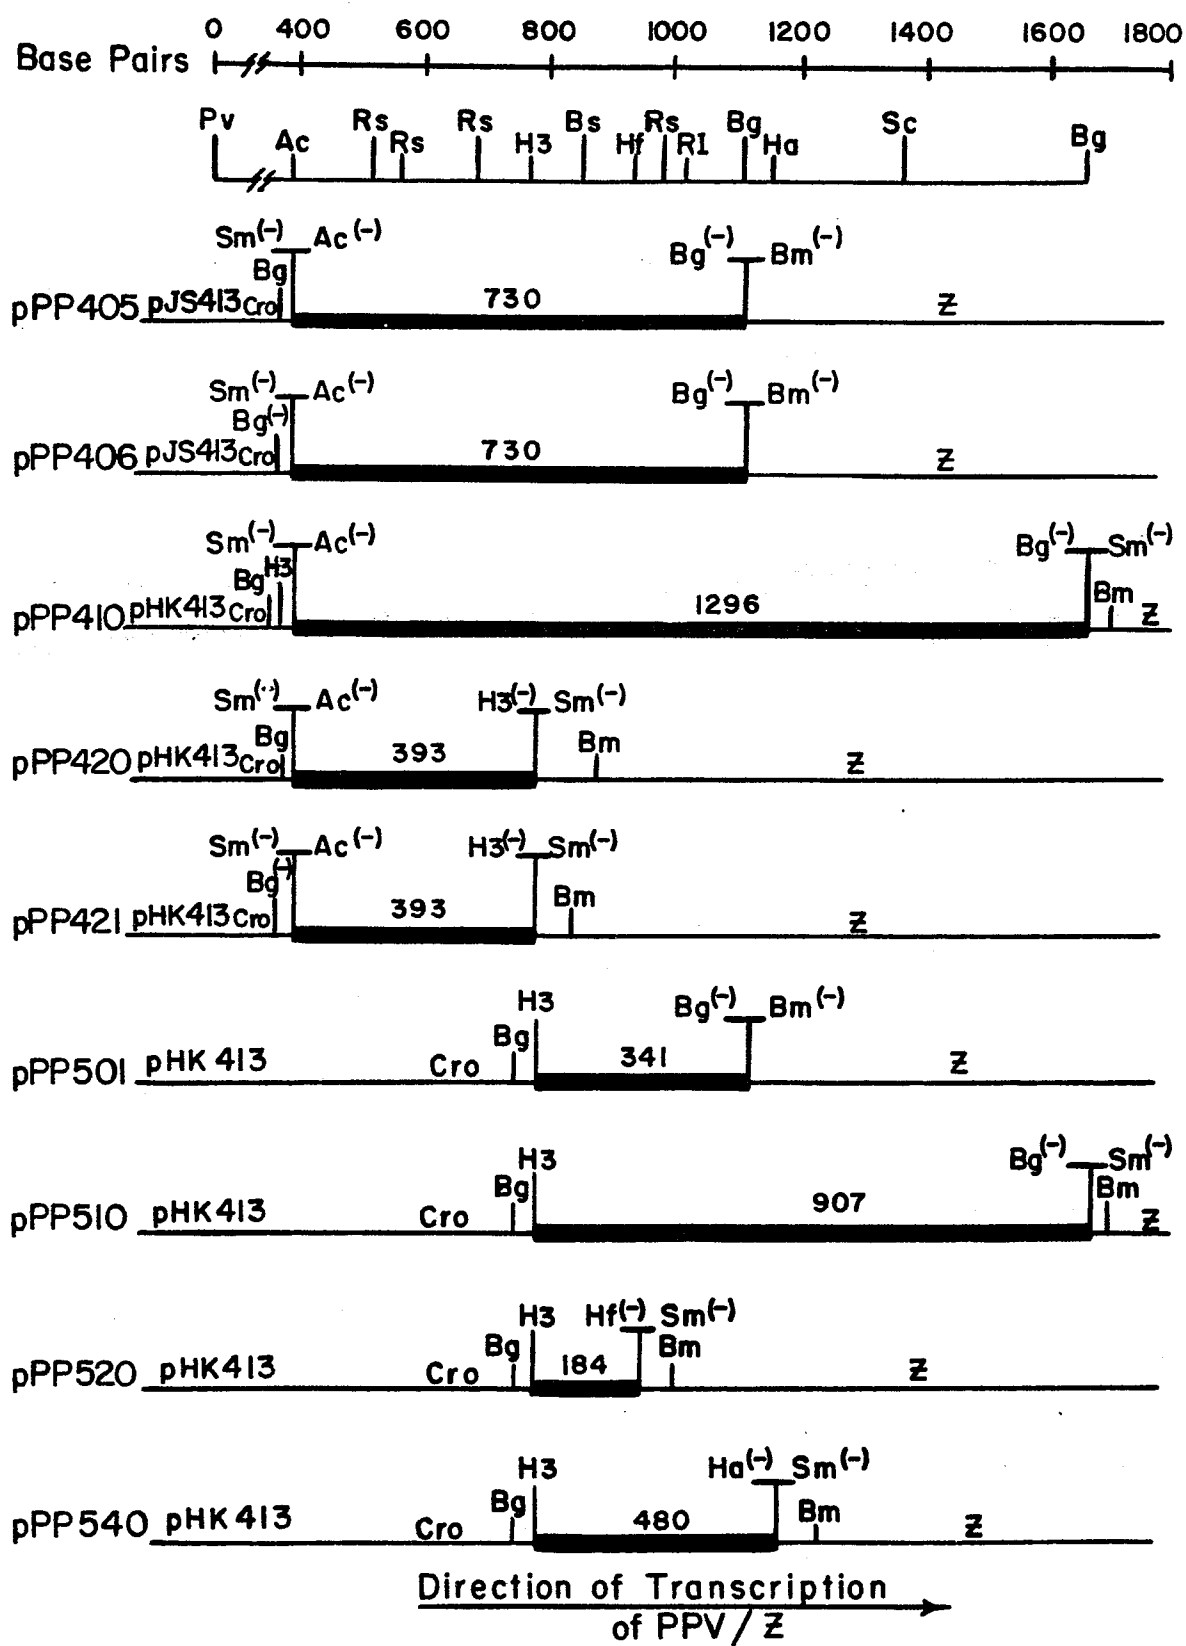 0 400 600 800 1000 1200 1400 1600 1800
Base Pairs
Pv Ac Rs Rs Rs H3 Bs Hf Rs RI Bg Ha Sc Bg
Sm(-) Ac(-) Bg(-) Bm(-)
Bg
pPP405 pJS413 Cro 730 Z
Sm(-) Ac(-) Bg(-) Bm(-)
Bg(-)
pPP406 pJS413 Cro 730 Z
Sm(-) Ac(-) Bg(-) Sm(-)
Bg H3 Bm
pPP410 pHK413 Cro 1296 Z
Sm(-) Ac(-) H3(-) Sm(-)
Bg Bm
pPP420 pHK413 Cro 393 Z
Sm(-) Ac(-) H3(-) Sm(-)
Bg(-) Bm
pPP421 pHK413 Cro 393 Z
H3 Bg(-) Bm(-)
Bg
pPP501 pHK413 Cro 341 Z
H3 Bg(-) Sm(-)
Bg Bm
pPP510 pHK413 Cro 907 Z
H3 Hf(-) Sm(-)
Bg Bm
pPP520 pHK413 Cro 184 Z
H3 Ha(-) Sm(-)
Bg Bm
pPP540 pHK413 Cro 480 Z
Direction of Transcription
of PPV/Z